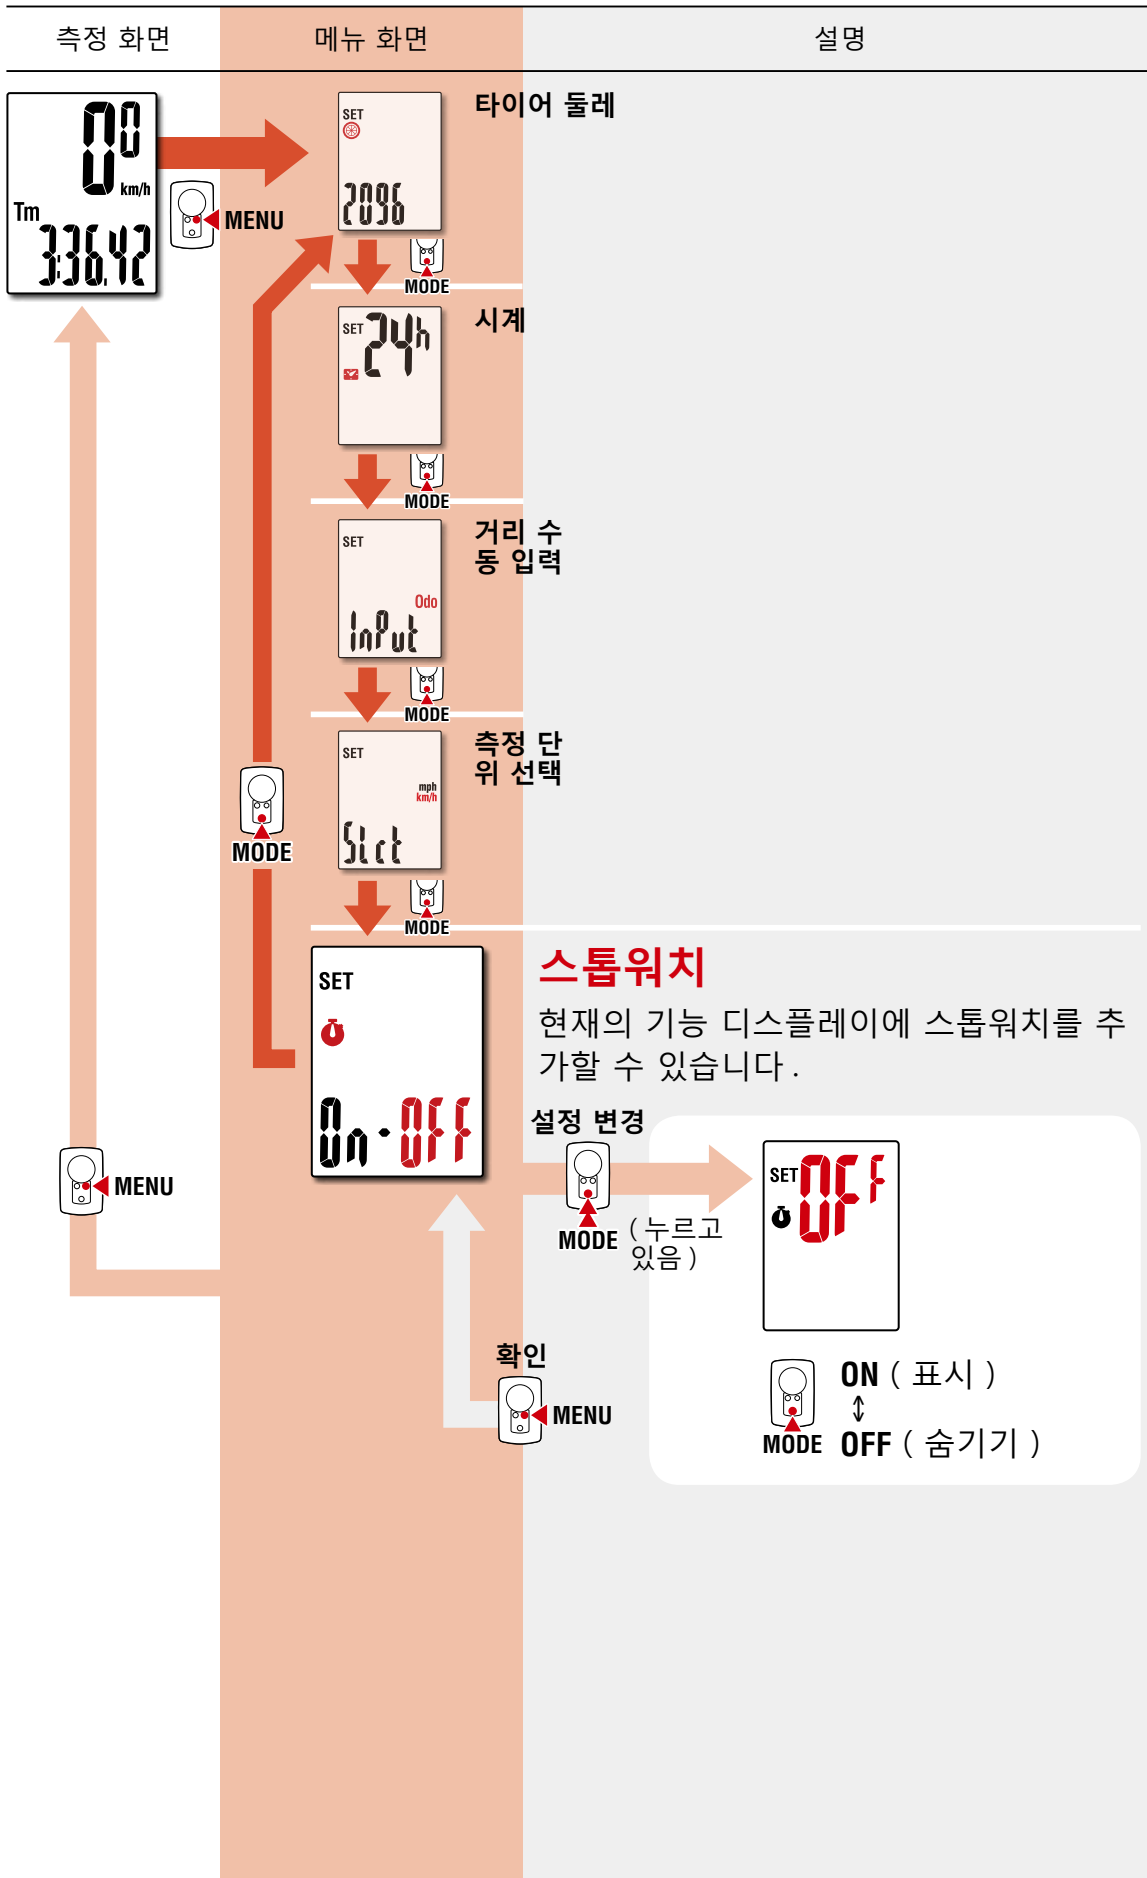 측정 화면
메뉴 화면
설명
0 0
km/h
Tm
3:36.42
MENU
SET
2096
타이어 둘레
MODE
SET
24h
시계
MODE
SET
Odo
InPut
거리 수
동 입력
MODE
SET
mph
km/h
Slct
측정 단
위 선택
MODE
MODE
SET
On-OFF
스톱워치
현재의 기능 디스플레이에 스톱워치를 추
가할 수 있습니다.
설정 변경
MODE
( 누르고
있음 )
SET
OFF
MENU
확인
MENU
MODE
ON ( 표시 )
↕
OFF ( 숨기기 )